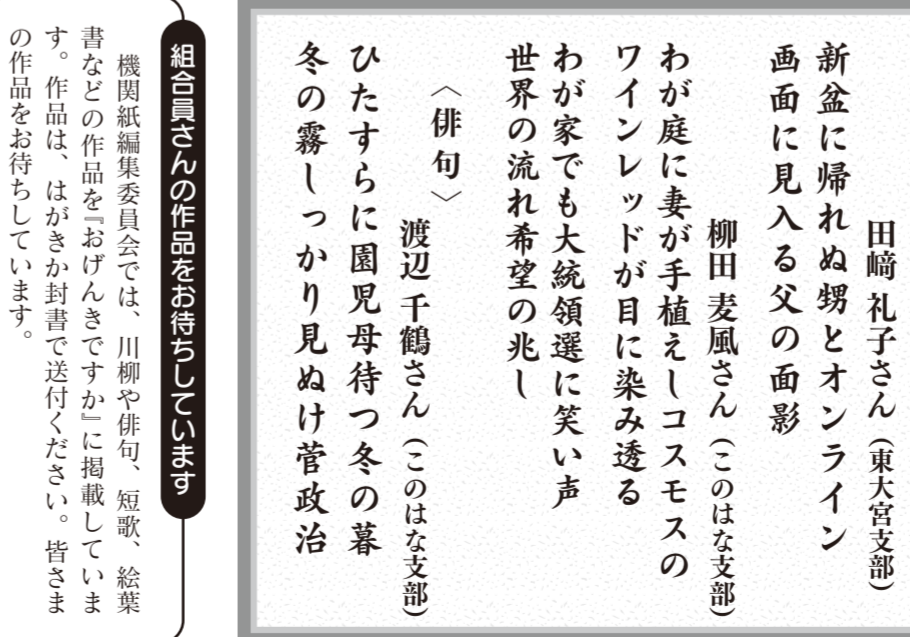 田﨑 礼子さん（東大宮支部）
新盆に帰れぬ甥とオンライン
画面に見入る父の面影
柳田 麦風さん（このはな支部）
わが庭に妻が手植えしコスモスの
ワインレッドが目に染み透る
わが家でも大統領選に笑い声
世界の流れ希望の兆し
〈俳句〉
渡辺 千鶴さん（このはな支部）
ひたすらに園児母待つ冬の暮
冬の霧しっかり見ぬけ菅政治
組合員さんの作品をお待ちしています
機関紙編集委員会では、川柳や俳句、短歌、絵葉
書などの作品を『おげんきですか』に掲載していま
す。作品は、はがきか封書で送付ください。皆さま
の作品をお待ちしています。